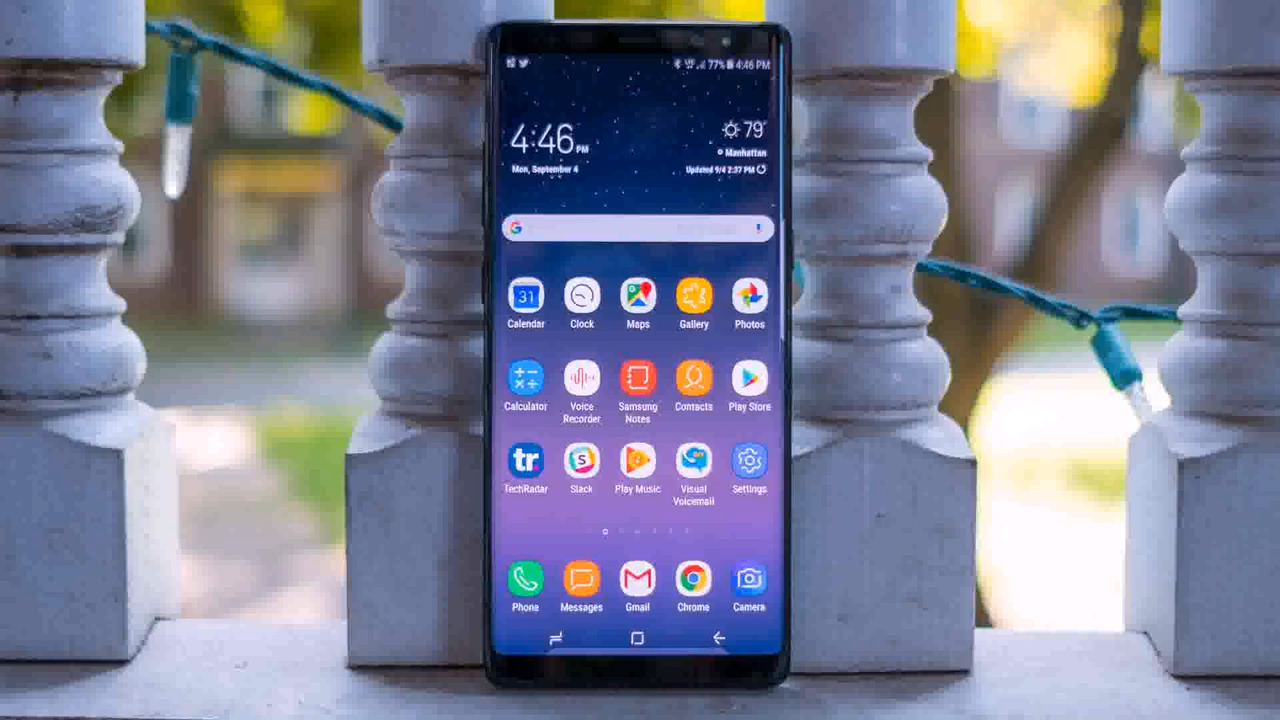 77% 4:46 PM
4:46 PM
79°
Mon, September 4
Manhattan
Updated 9/4 2:37 PM
G
31
Calendar
Clock
Maps
Gallery
Photos
Calculator
Voice
Recorder
Samsung
Notes
Contacts
Play Store
tr.
S
TechRadar
Slack
Play Music
Visual
Voicemail
Settings
Phone
Messages
Gmail
Chrome
Camera